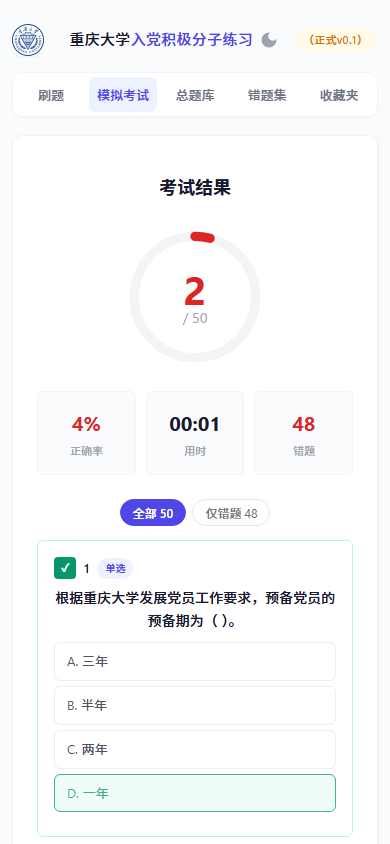 重庆大学入党积极分子练习
（正式v0.1）
刷题 模拟考试 总题库 错题集 收藏夹
考试结果
2
/ 50
4% 00:01 48
正确率 用时 错题
全部 50 仅错题 48
1 单选
根据重庆大学发展党员工作要求，预备党员的
预备期为（ ）。
A. 三年
B. 半年
C. 两年
D. 一年